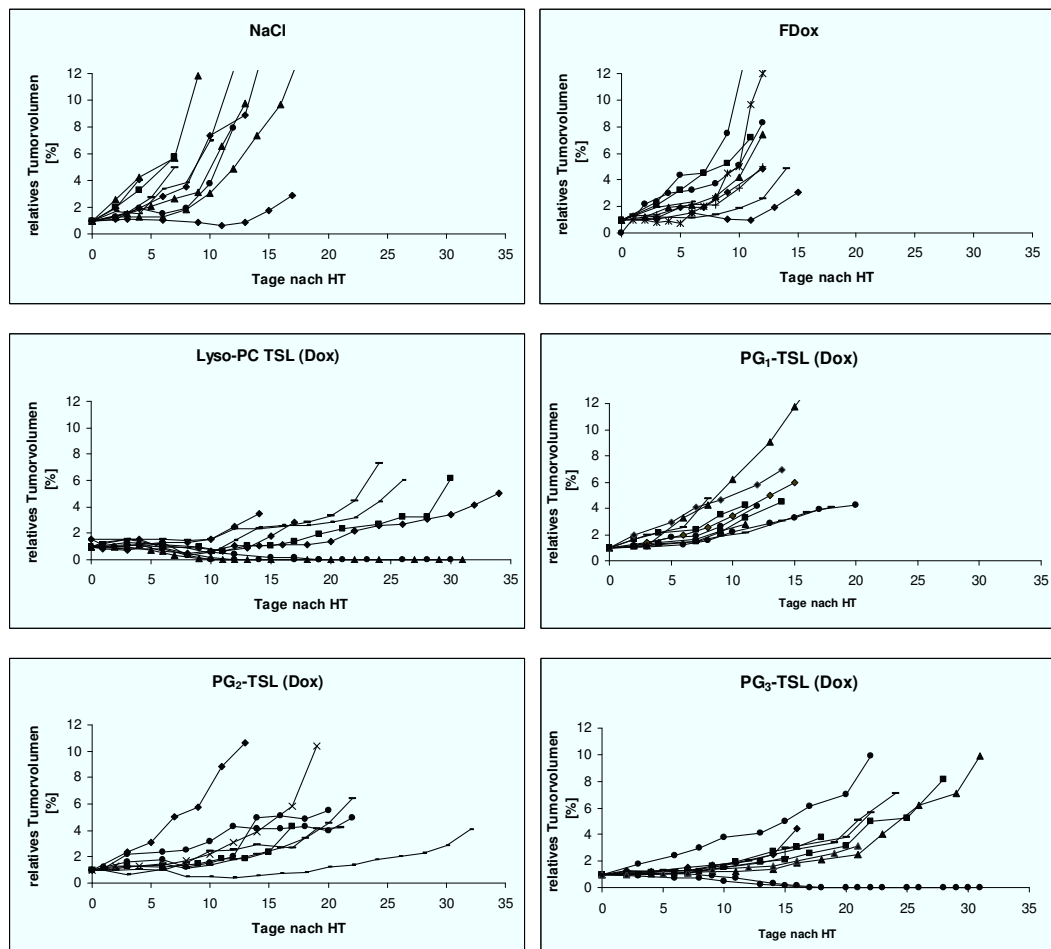 NaCl
relatives Tumorvolumen
[%]
12
10
8
6
4
2
0
0 5 10 15 20 25 30 35
Tage nach HT
FDox
relatives Tumorvolumen
[%]
12
10
8
6
4
2
0
0 5 10 15 20 25 30 35
Tage nach HT
Lyso-PC TSL (Dox)
relatives Tumorvolumen
[%]
12
10
8
6
4
2
0
0 5 10 15 20 25 30 35
Tage nach HT
PG₁-TSL (Dox)
relatives Tumorvolumen
[%]
12
10
8
6
4
2
0
0 5 10 15 20 25 30 35
Tage nach HT
PG₂-TSL (Dox)
relatives Tumorvolumen
[%]
12
10
8
6
4
2
0
0 5 10 15 20 25 30 35
Tage nach HT
PG₃-TSL (Dox)
relatives Tumorvolumen
[%]
12
10
8
6
4
2
0
0 5 10 15 20 25 30 35
Tage nach HT